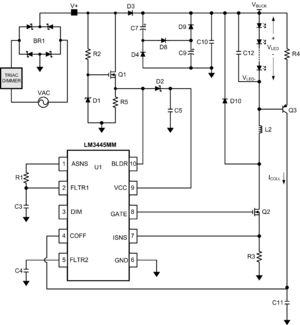 V+
D3
VBUCK
BR1
C7
D9
C10
VLED
R2
D8
C12
R4
D4
C9
VLED-
TRIAC
DIMMER
Q1
VAC
D2
D1
R5
D10
Q3
C5
L2
LM3445MM
ICOLL
1 ASNS
U1
BLDR 10
R1
2 FLTR1
VCC 9
C3
3 DIM
GATE 8
Q2
4 COFF
ISNS 7
C4
5 FLTR2
GND 6
R3
C11